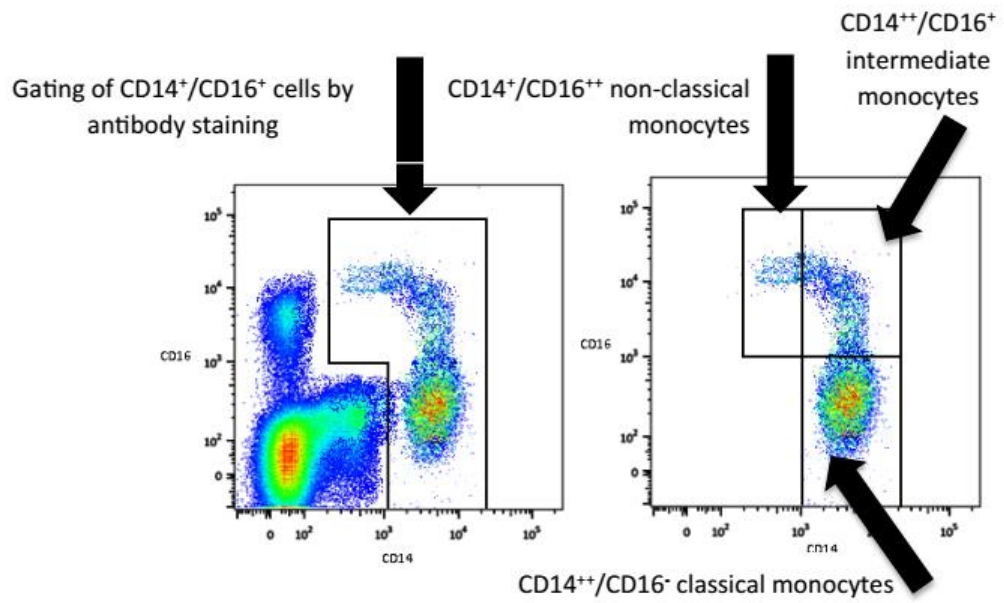 Gating of CD14⁺/CD16⁺ cells by
antibody staining
CD14⁺/CD16⁺⁺ non-classical
monocytes
CD14⁺⁺/CD16⁺
intermediate
monocytes
10⁵
10⁴
10³
10²
0
CD16
0 10² 10³ 10⁴ 10⁵
CD14
10⁵
10⁴
10³
10²
0
CD16
0 10² 10³ 10⁵
CD14
CD14⁺⁺/CD16⁻ classical monocytes